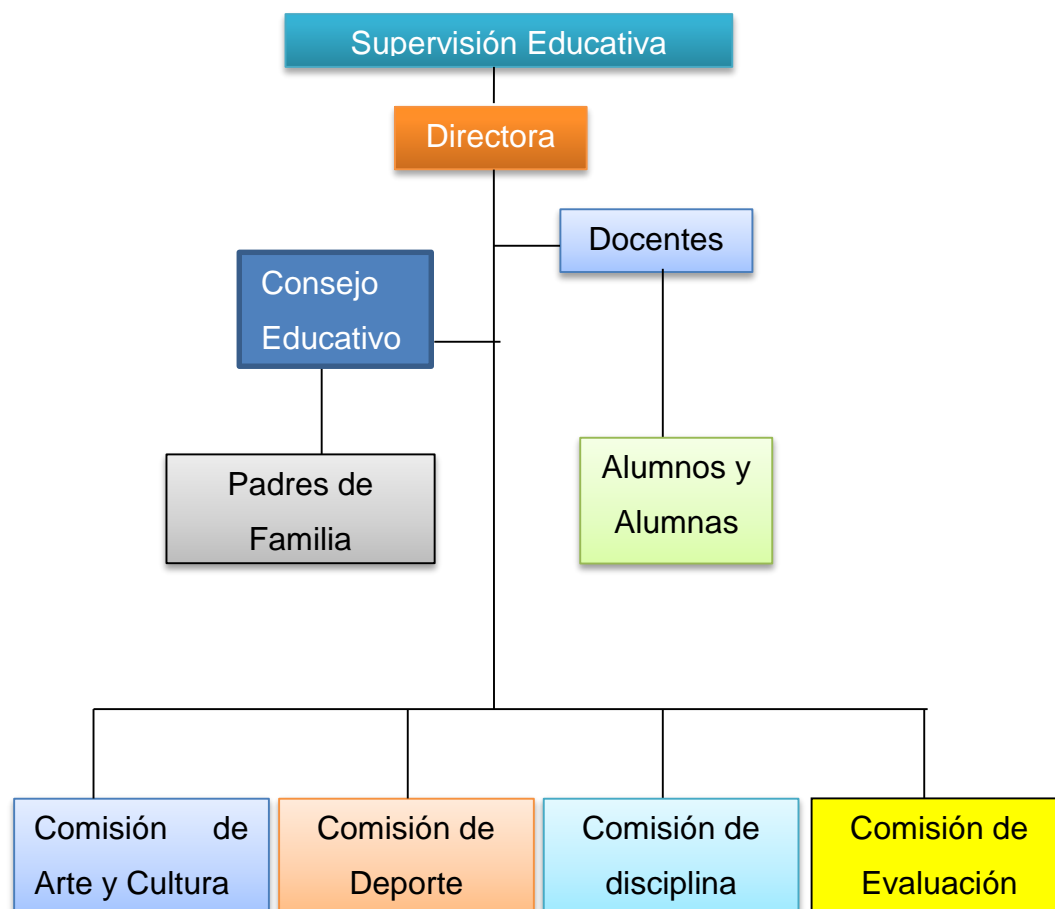 Supervisión Educativa
Directora
Docentes
Consejo
Educativo
Padres de
Familia
Alumnos y
Alumnas
Comisión de
Arte y Cultura
Comisión de
Deporte
Comisión de
disciplina
Comisión de
Evaluación